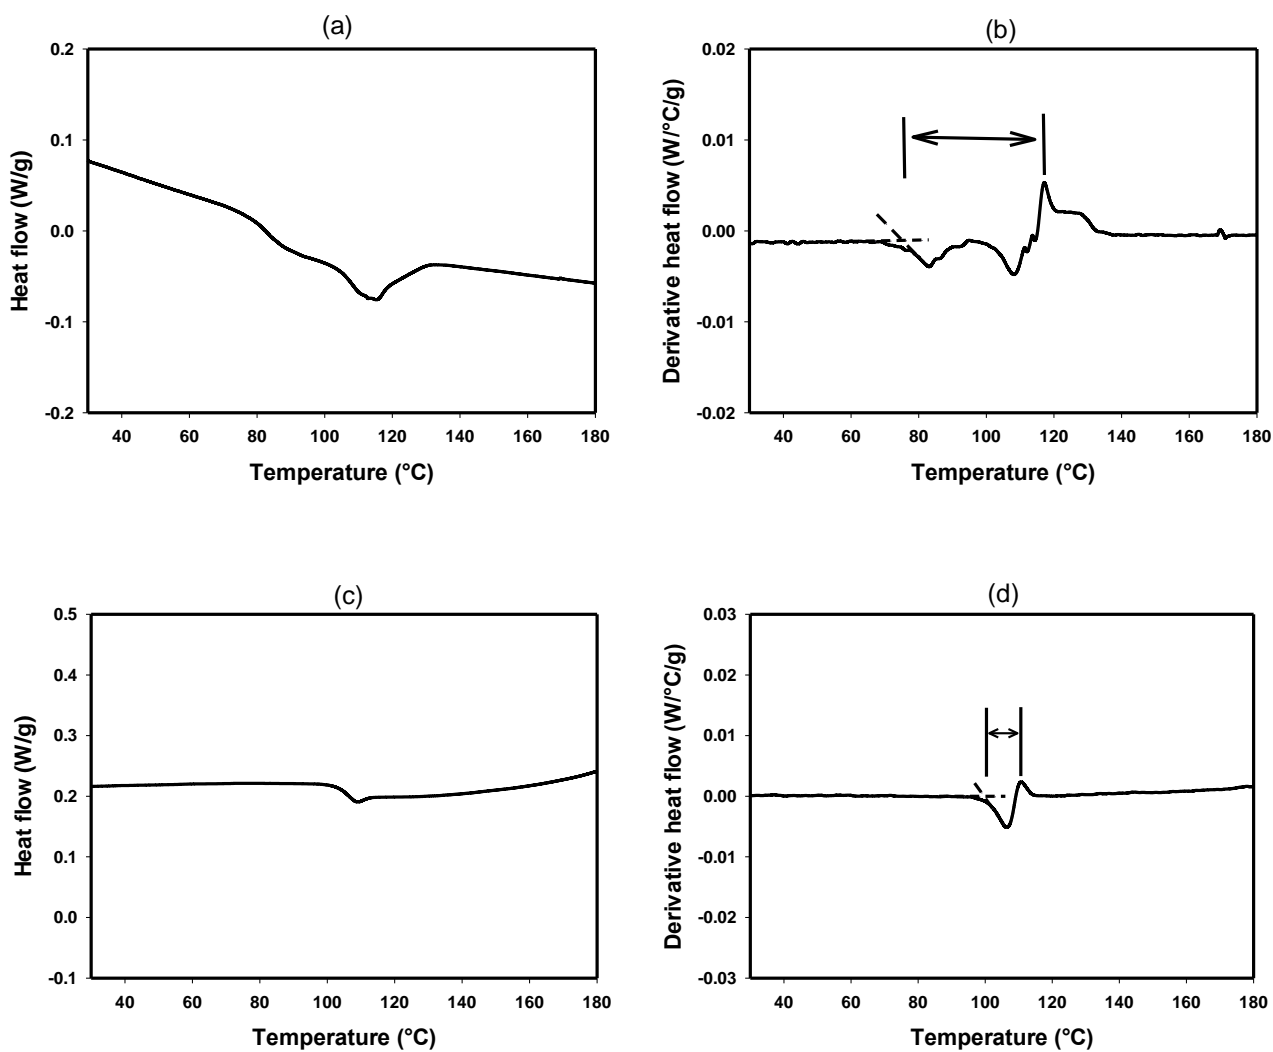 (a)
0.2
0.1
0.0
-0.1
-0.2
Heat flow (W/g)
40 60 80 100 120 140 160 180
Temperature (°C)
(b)
0.02
0.01
0.00
-0.01
-0.02
Derivative heat flow (W/°C/g)
40 60 80 100 120 140 160 180
Temperature (°C)
(c)
0.5
0.4
0.3
0.2
0.1
0.0
-0.1
Heat flow (W/g)
40 60 80 100 120 140 160 180
Temperature (°C)
(d)
0.03
0.02
0.01
0.00
-0.01
-0.02
-0.03
Derivative heat flow (W/°C/g)
40 60 80 100 120 140 160 180
Temperature (°C)